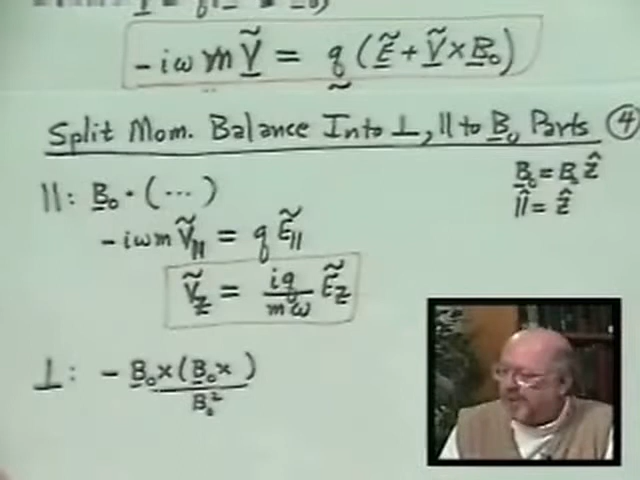 -iωm Ṽ = q (Ẽ + Ṽ × B₀)
Split Mom. Balance Into ⊥, || to B₀ Parts ④
B₀ = B₀ ẑ
||̂ = ẑ
||: B₀ · (···)
-iωm Ṽ|| = q Ẽ||
Ṽz = iq/mω Ẽz
⊥: - B₀×(B₀× )/B₀²